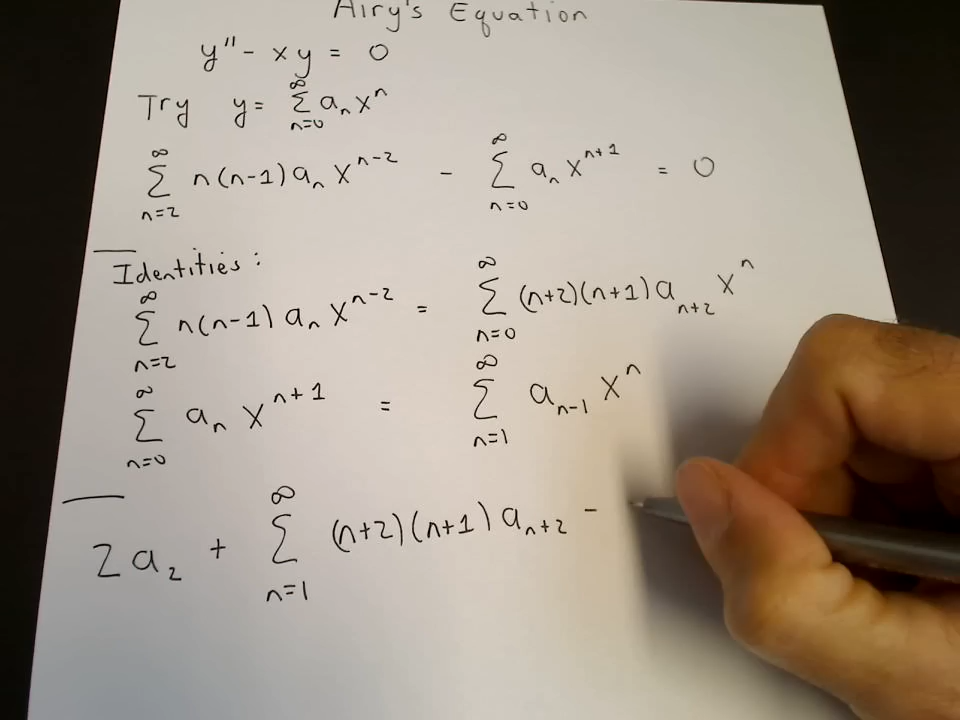 Airy's Equation
y'' - xy = 0
Try y = ∑_{n=0}^{∞} a_n x^n
∑_{n=2}^{∞} n(n-1) a_n x^{n-2} - ∑_{n=0}^{∞} a_n x^{n+1} = 0
Identities:
∑_{n=2}^{∞} n(n-1) a_n x^{n-2} = ∑_{n=0}^{∞} (n+2)(n+1) a_{n+2} x^n
∑_{n=0}^{∞} a_n x^{n+1} = ∑_{n=1}^{∞} a_{n-1} x^n
2a_2 + ∑_{n=1}^{∞} (n+2)(n+1) a_{n+2} -